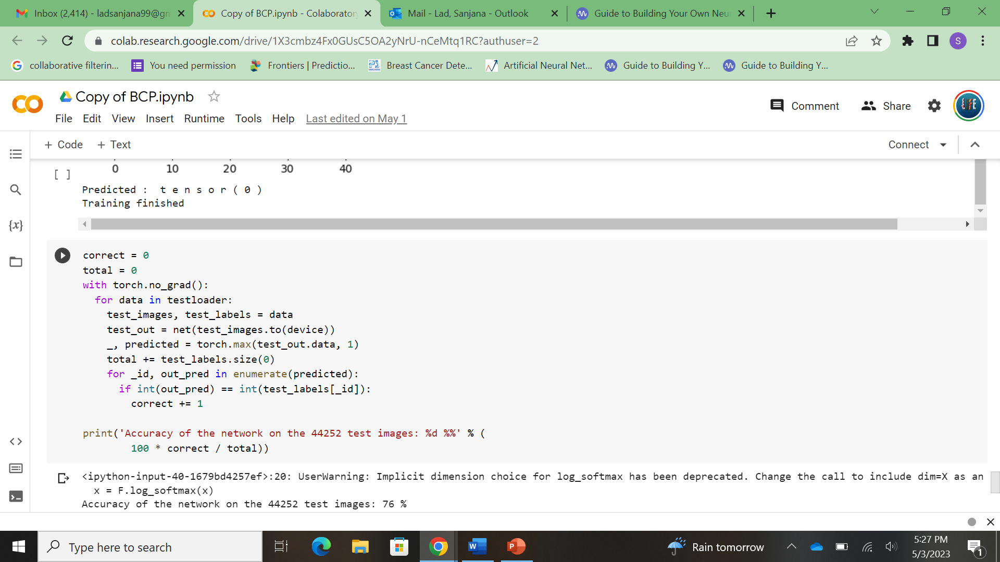 Inbox (2,414) - ladsanjana99@gm
Copy of BCP.ipynb - Colaboratory
Mail - Lad, Sanjana - Outlook
Guide to Building Your Own Neu
colab.research.google.com/drive/1X3cmbz4Fx0GUsC5OA2yNrU-nCeMtq1RC?authuser=2
S
collaborative filterin...
You need permission
Frontiers | Predictio...
Breast Cancer Dete...
Artificial Neural Net...
Guide to Building Y...
Guide to Building Y...
Copy of BCP.ipynb
Comment
Share
File Edit View Insert Runtime Tools Help Last edited on May 1
+ Code + Text
Connect
0 10 20 30 40
[ ]
Predicted :  t e n s o r ( 0 )
Training finished
{x}
correct = 0
total = 0
with torch.no_grad():
for data in testloader:
test_images, test_labels = data
test_out = net(test_images.to(device))
_, predicted = torch.max(test_out.data, 1)
total += test_labels.size(0)
for _id, out_pred in enumerate(predicted):
if int(out_pred) == int(test_labels[_id]):
correct += 1
print('Accuracy of the network on the 44252 test images: %d %%' % (
100 * correct / total))
<ipython-input-40-1679bd4257ef>:20: UserWarning: Implicit dimension choice for log_softmax has been deprecated. Change the call to include dim=X as an
x = F.log_softmax(x)
Accuracy of the network on the 44252 test images: 76 %
Type here to search
Rain tomorrow
5:27 PM
5/3/2023
1